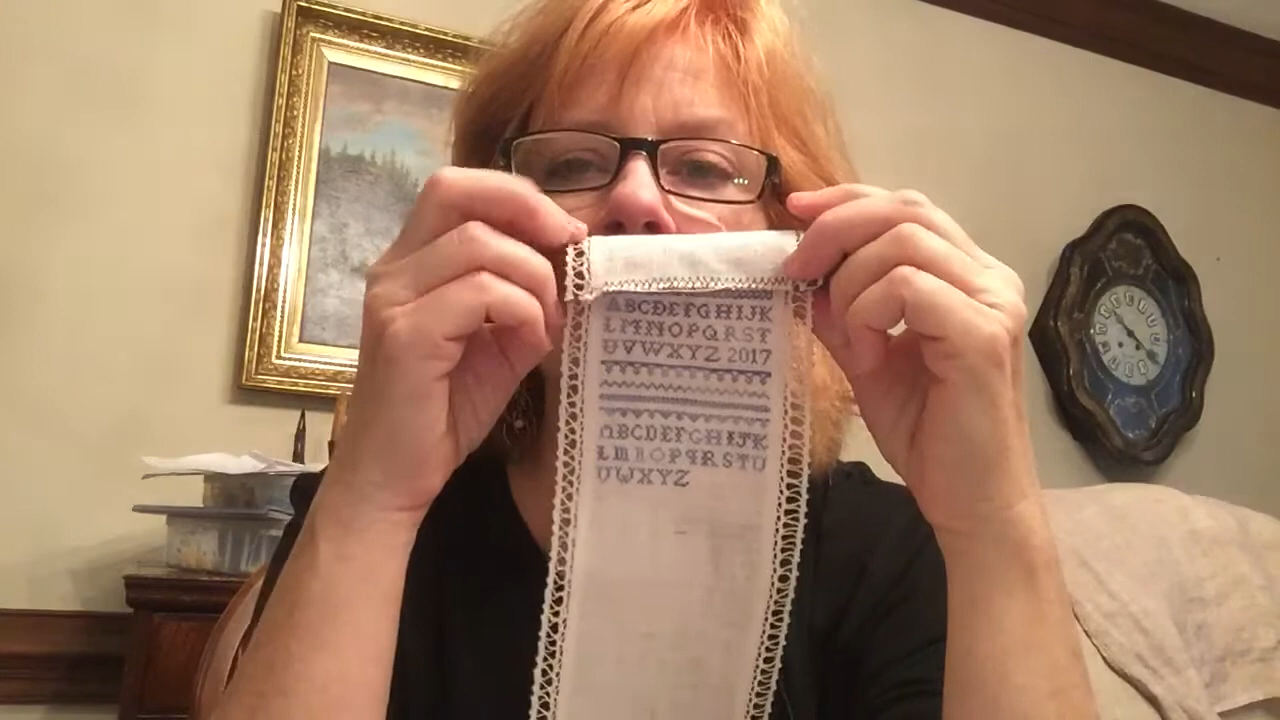 ABCDEFGHIJK
LMNOPQRST
UVWXYZ 2017
ABCDEFGHIJK
LMNOPQRSTU
VWXYZ